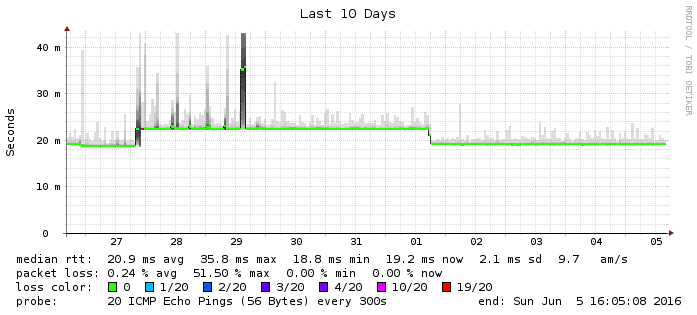 Last 10 Days
RRDTOOL / TOBI OETIKER
Seconds
40 m
30 m
20 m
10 m
0
27 28 29 30 31 01 02 03 04 05
median rtt: 20.9 ms avg 35.8 ms max 18.8 ms min 19.2 ms now 2.1 ms sd 9.7 am/s
packet loss: 0.24 % avg 51.50 % max 0.00 % min 0.00 % now
loss color: 0 1/20 2/20 3/20 4/20 10/20 19/20
probe: 20 ICMP Echo Pings (56 Bytes) every 300s end: Sun Jun 5 16:05:08 2016